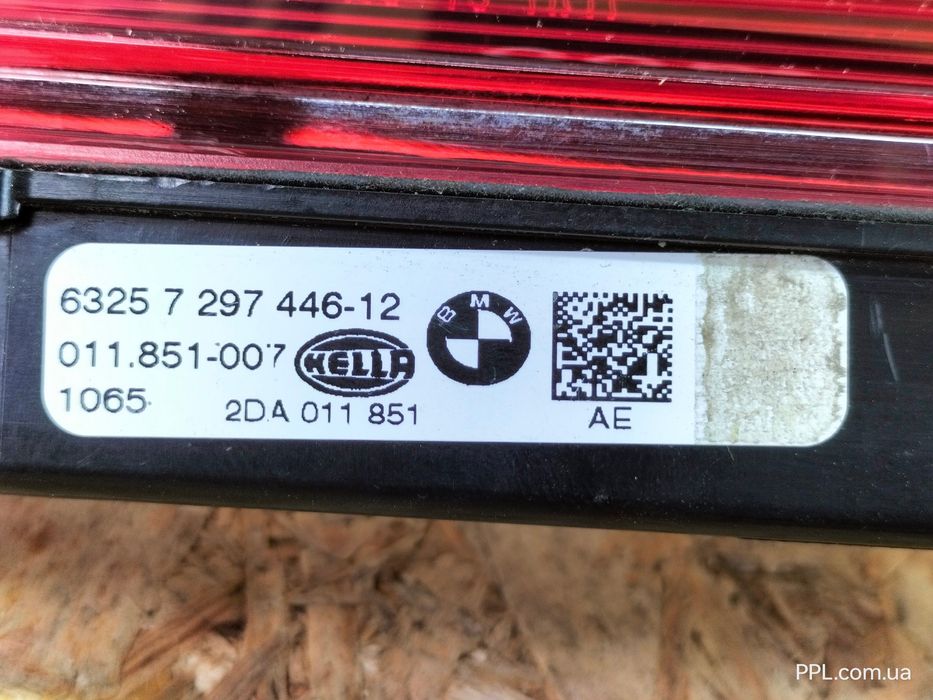 6325 7 297 446-12
011.851-007
HELLA
BMW
1065
2DA 011 851
AE
PPL.com.ua